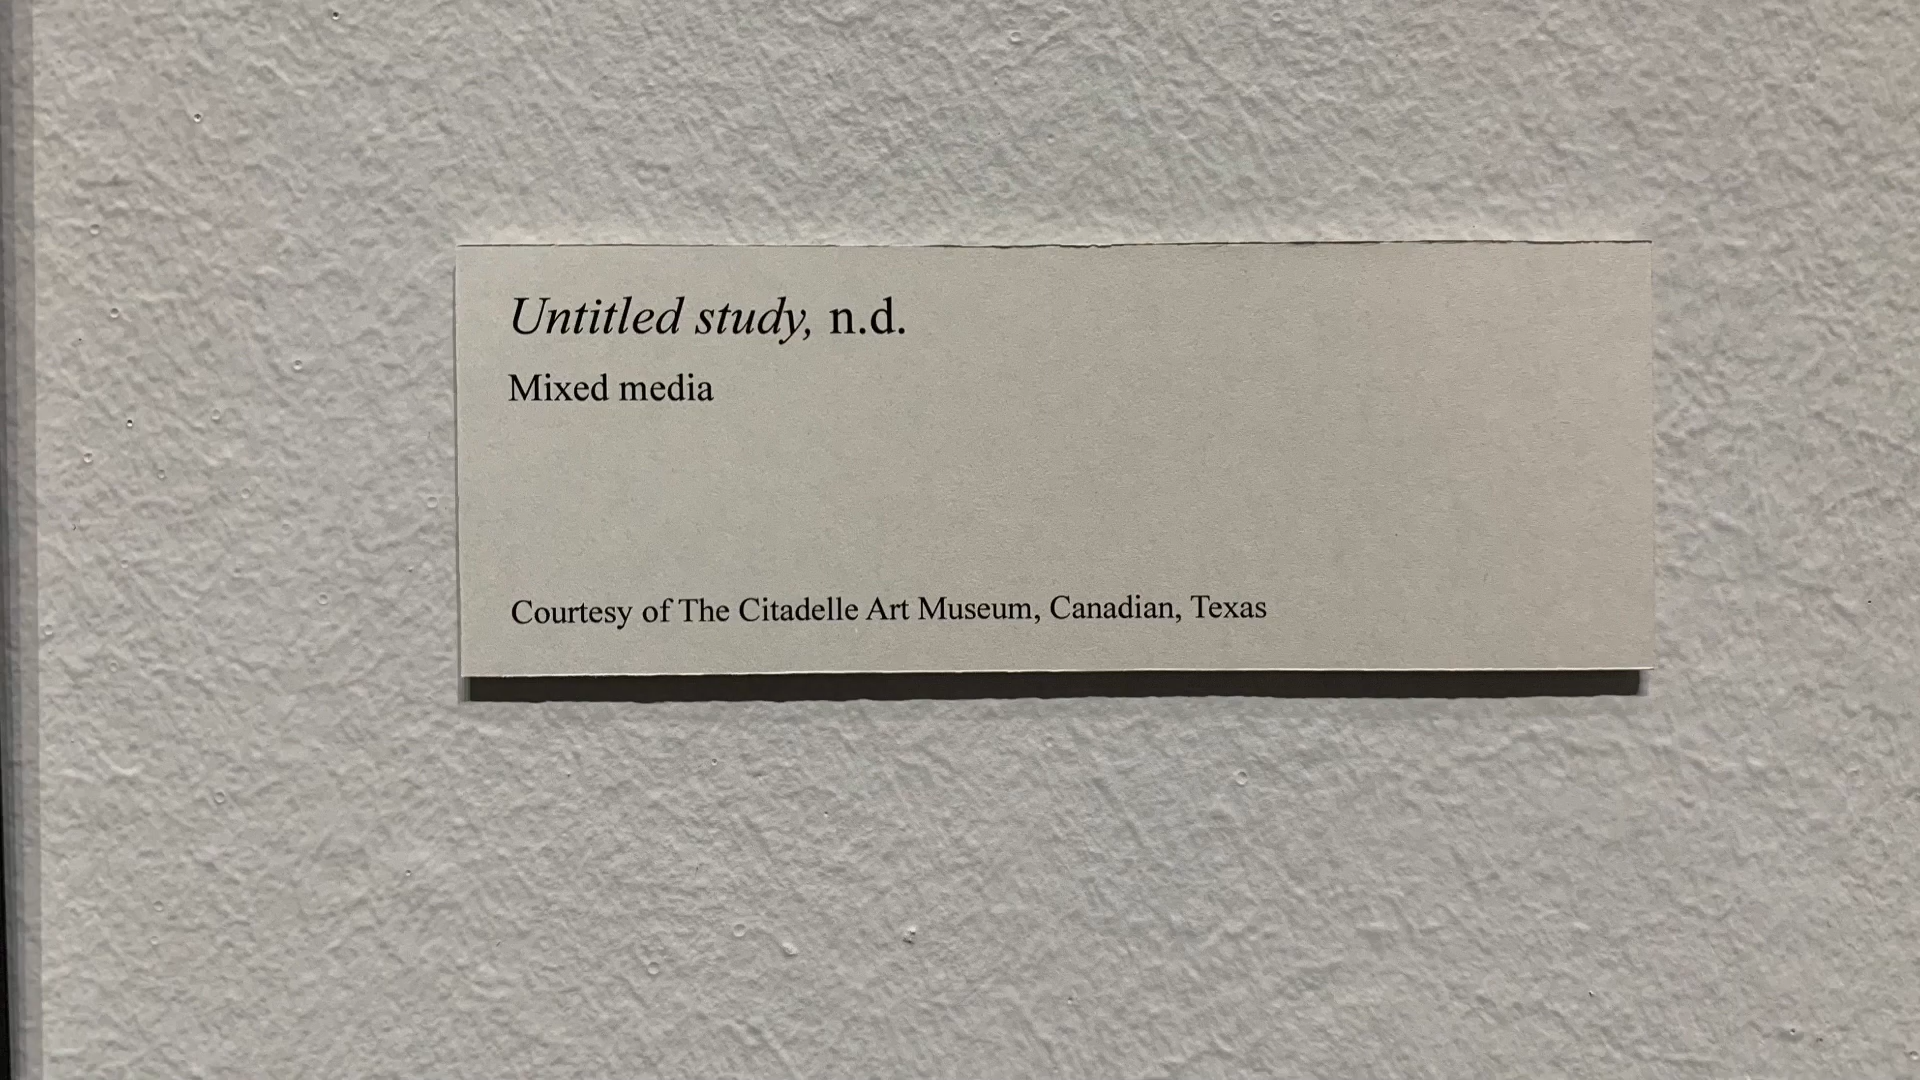 Untitled study, n.d.
Mixed media
Courtesy of The Citadelle Art Museum, Canadian, Texas